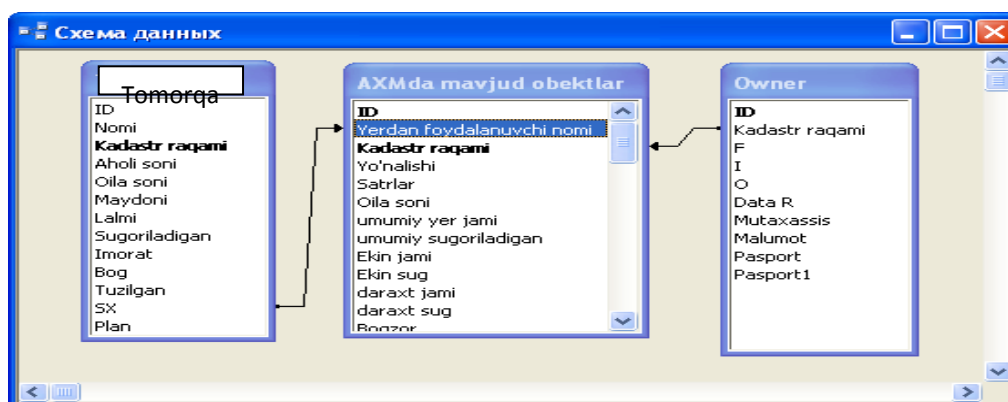 Схема данных
Tomorqa
ID
Nomi
Kadastr raqami
Aholi soni
Oila soni
Maydoni
Lalmi
Sugoriladigan
Imorat
Bog
Tuzilgan
SX
Plan
AXMda mavjud obektlar
ID
Yerdan foydalanuvchi nomi
Kadastr raqami
Yo'nalishi
Satrlar
Oila soni
umumiy yer jami
umumiy sugoriladigan
Ekin jami
Ekin sug
daraxt jami
daraxt sug
Bogzor
Owner
ID
Kadastr raqami
F
I
O
Data R
Mutaxassis
Malumot
Pasport
Pasport1